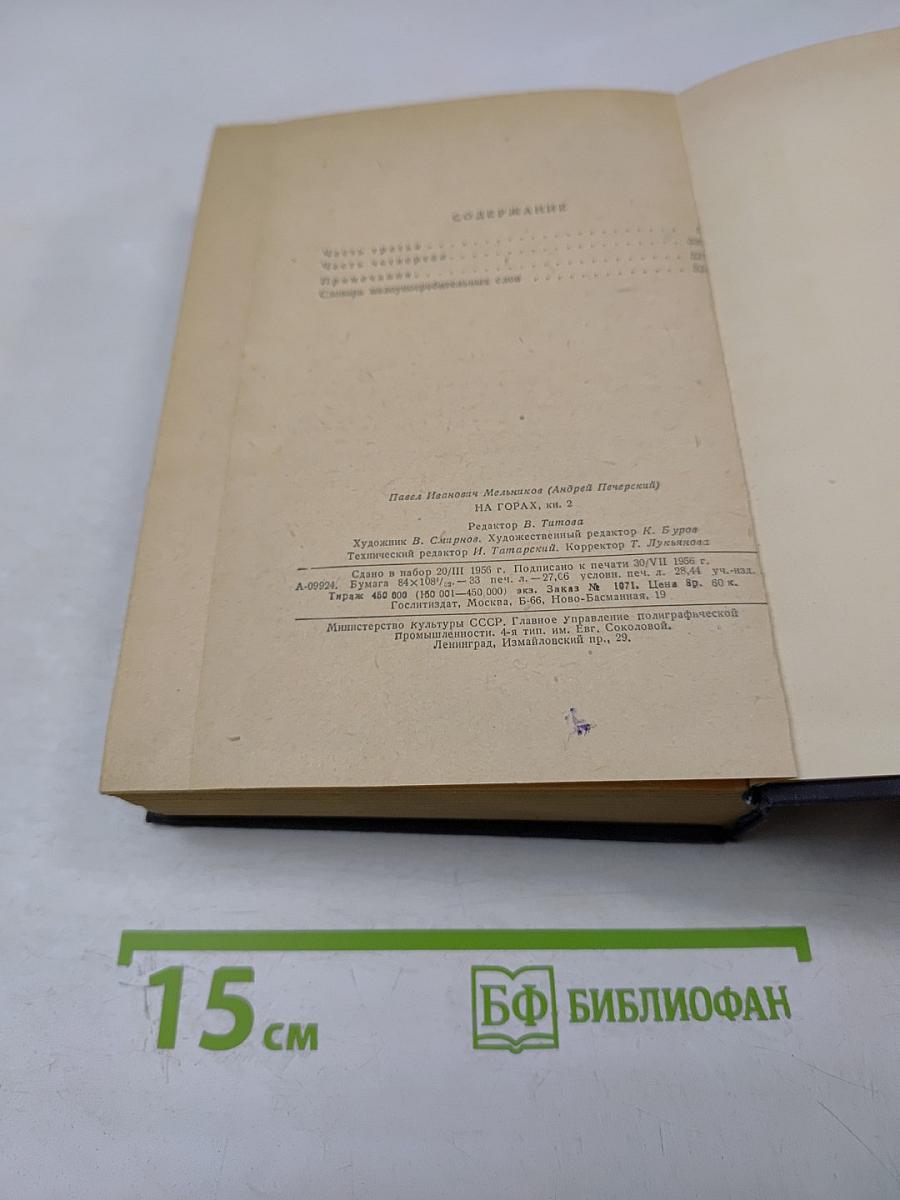 СОДЕРЖАНИЕ
Часть третья
Часть четвертая
Примечания
Словарь малоупотребительных слов
Павел Иванович Мельников (Андрей Печерский)
НА ГОРАХ, кн. 2
Редактор В. Титова
Художник В. Смирнов. Художественный редактор К. Буров
Технический редактор И. Татарский. Корректор Т. Лукьянова
Сдано в набор 20/III 1956 г. Подписано к печати 30/VII 1956 г.
А-09924. Бумага 84×108¹/₃₂.—33 печ. л.—27,66 условн. печ. л. 28,44 уч.-изд.
Тираж 450 000 (150 001—450 000) экз. Заказ № 1071. Цена 8р. 60 к.
Гослитиздат, Москва, Б-66, Ново-Басманная, 19
Министерство Культуры СССР. Главное Управление полиграфической
промышленности. 4-я тип. им. Евг. Соколовой.
Ленинград, Измайловский пр., 29.
15 см
БФ БИБЛИОФАН